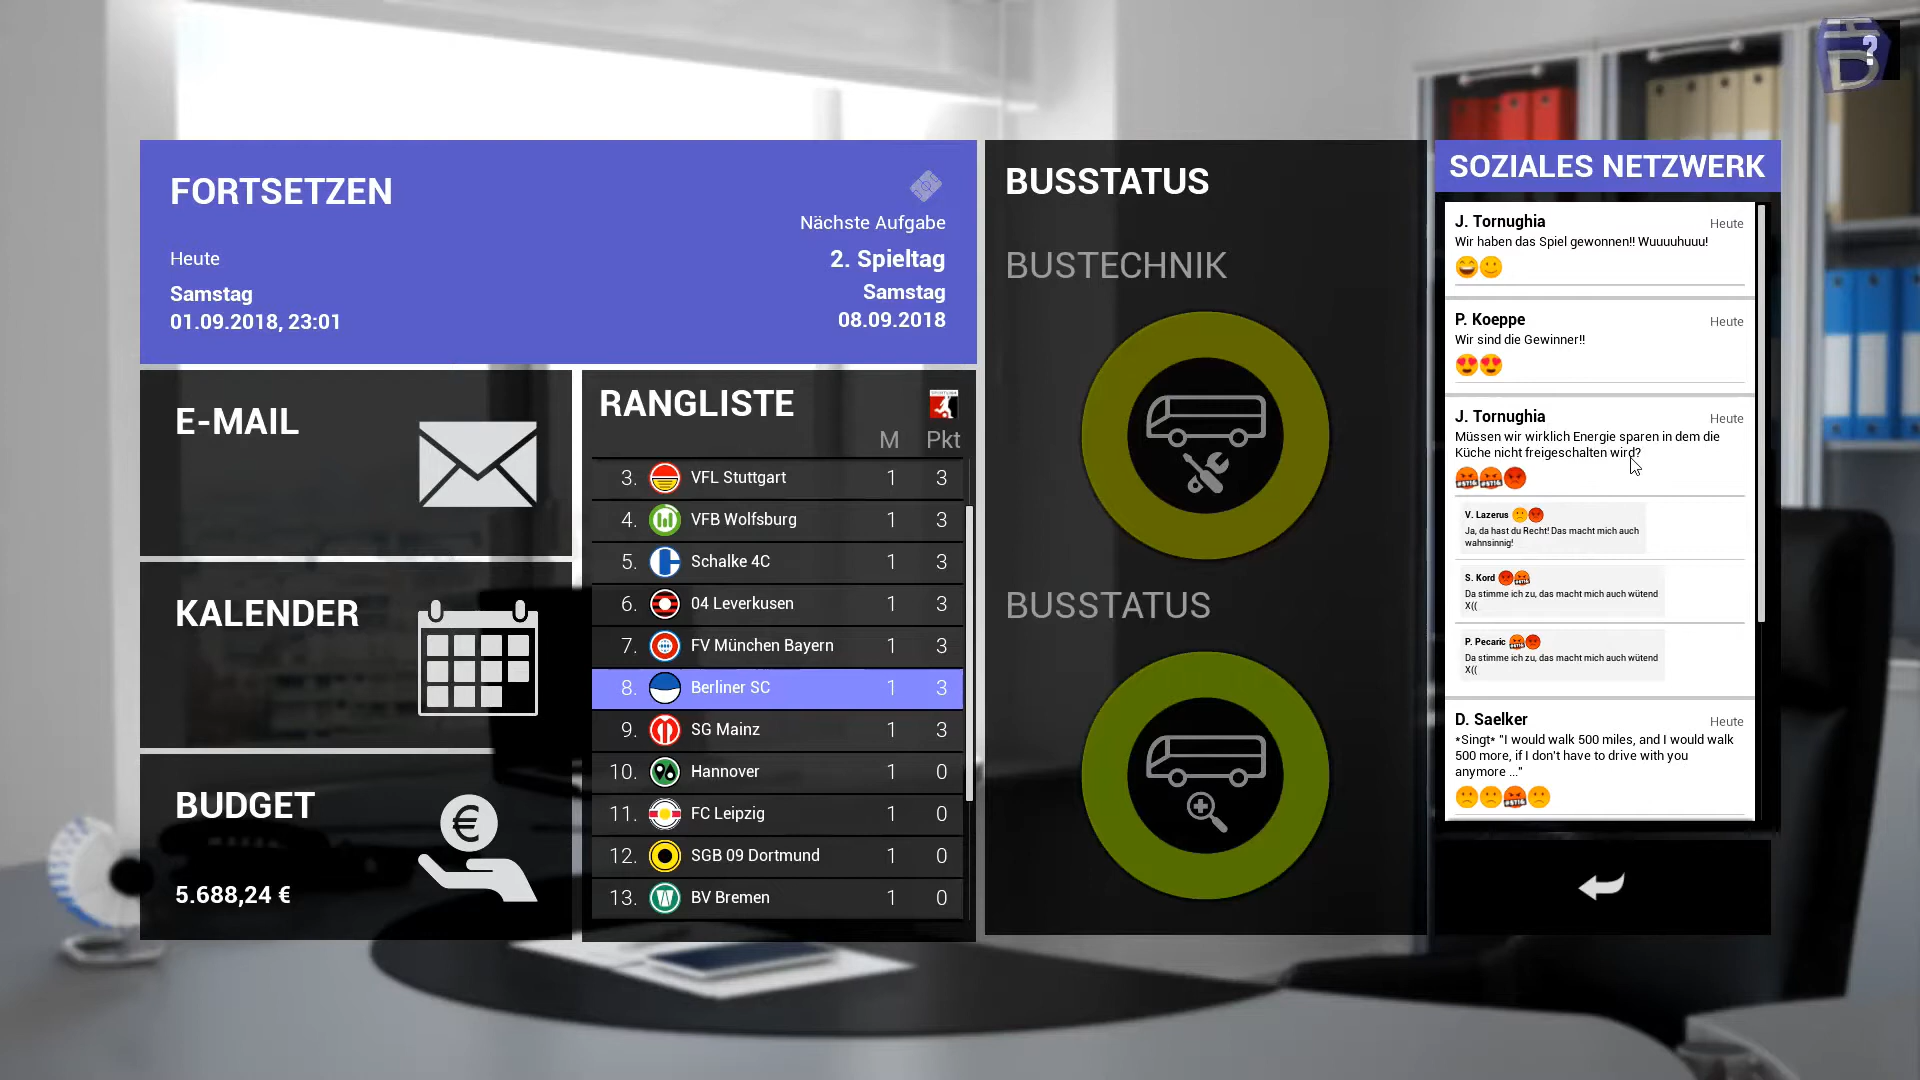 FORTSETZEN
Nächste Aufgabe
Heute
2. Spieltag
Samstag
Samstag
01.09.2018, 23:01
08.09.2018
E-MAIL
KALENDER
BUDGET
€
5.688,24 €
RANGLISTE
M Pkt
3. VFL Stuttgart 1 3
4. VFB Wolfsburg 1 3
5. Schalke 4C 1 3
6. 04 Leverkusen 1 3
7. FV München Bayern 1 3
8. Berliner SC 1 3
9. SG Mainz 1 3
10. Hannover 1 0
11. FC Leipzig 1 0
12. SGB 09 Dortmund 1 0
13. BV Bremen 1 0
BUSSTATUS
BUSTECHNIK
BUSSTATUS
SOZIALES NETZWERK
J. Tornughia Heute
Wir haben das Spiel gewonnen!! Wuuuuhuuu!
P. Koeppe Heute
Wir sind die Gewinner!!
J. Tornughia Heute
Müssen wir wirklich Energie sparen in dem die
Küche nicht freigeschalten wird?
V. Lazerus
Ja, da hast du Recht! Das macht mich auch
wahnsinnig!
S. Kord
Da stimme ich zu, das macht mich auch wütend
X((
P. Pecaric
Da stimme ich zu, das macht mich auch wütend
X((
D. Saelker Heute
*Singt* "I would walk 500 miles, and I would walk
500 more, if I don't have to drive with you
anymore ..."
?